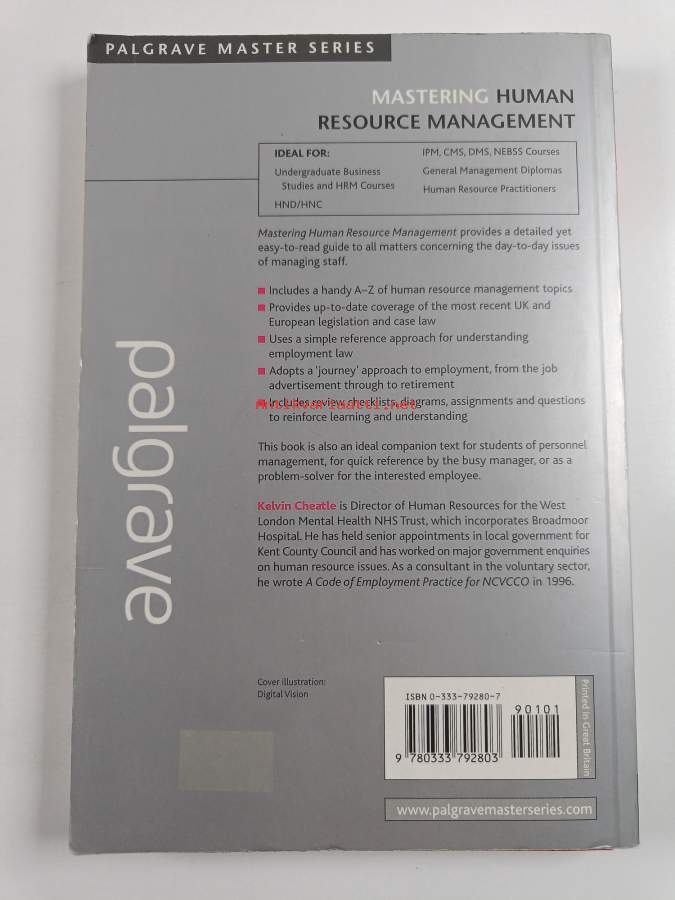 PALGRAVE MASTER SERIES
MASTERING HUMAN
RESOURCE MANAGEMENT
IDEAL FOR:
Undergraduate Business
Studies and HRM Courses
HND/HNC
IPM, CMS, DMS, NEBSS Courses
General Management Diplomas
Human Resource Practitioners
Mastering Human Resource Management provides a detailed yet
easy-to-read guide to all matters concerning the day-to-day issues
of managing staff.
Includes a handy A–Z of human resource management topics
Provides up-to-date coverage of the most recent UK and
European legislation and case law
Uses a simple reference approach for understanding
employment law
Adopts a 'journey' approach to employment, from the job
advertisement through to retirement
Includes review checklists, diagrams, assignments and questions
to reinforce learning and understanding
Antikvariaatti.net
This book is also an ideal companion text for students of personnel
management, for quick reference by the busy manager, or as a
problem-solver for the interested employee.
Kelvin Cheatle is Director of Human Resources for the West
London Mental Health NHS Trust, which incorporates Broadmoor
Hospital. He has held senior appointments in local government for
Kent County Council and has worked on major government enquiries
on human resource issues. As a consultant in the voluntary sector,
he wrote A Code of Employment Practice for NCVCCO in 1996.
palgrave
Cover illustration:
Digital Vision
ISBN 0-333-79280-7
90101
9 780333 792803
Printed in Great Britain
www.palgravemasterseries.com